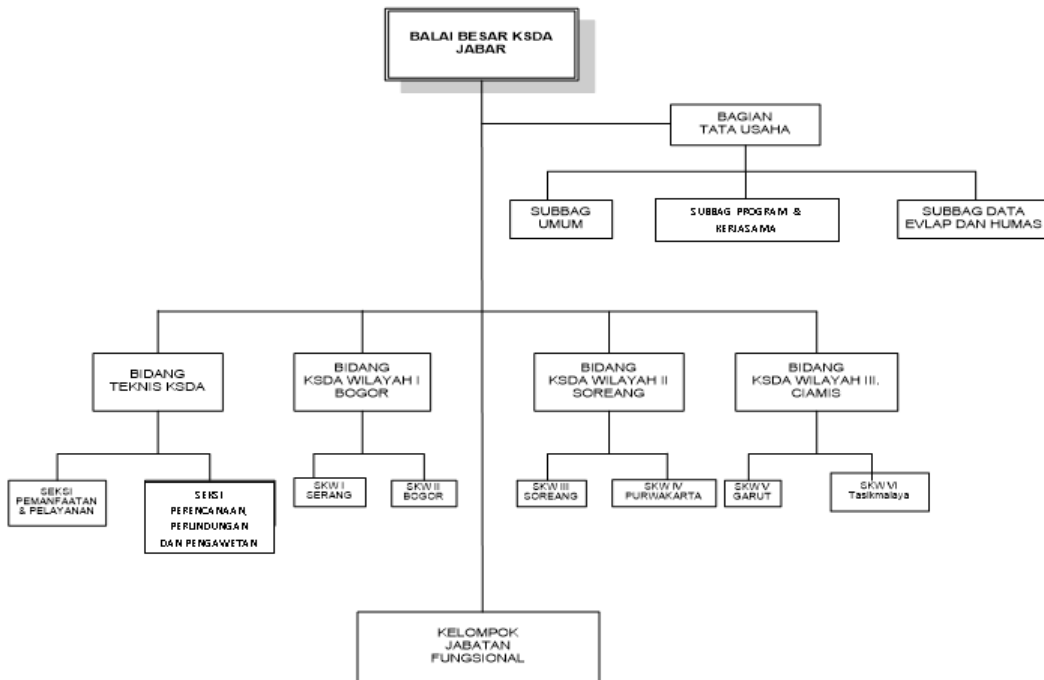 BALAI BESAR KSDA
JABAR
BAGIAN
TATA USAHA
SUBBAG
UMUM
SUBBAG PROGRAM &
KERJASAMA
SUBBAG DATA
EVLAP DAN HUMAS
BIDANG
TEKNIS KSDA
BIDANG
KSDA WILAYAH I
BOGOR
BIDANG
KSDA WILAYAH II
SOREANG
BIDANG
KSDA WILAYAH III,
CIAMIS
SEKSI
PEMANFAATAN
& PELAYANAN
SEKSI
PERENCANAAN,
PERLINDUNGAN
DAN PENGAWETAN
SKW I
SERANG
SKW II
BOGOR
SKW III
SOREANG
SKW IV
PURWAKARTA
SKW V
GARUT
SKW VI
Tasikmalaya
KELOMPOK
JABATAN
FUNGSIONAL